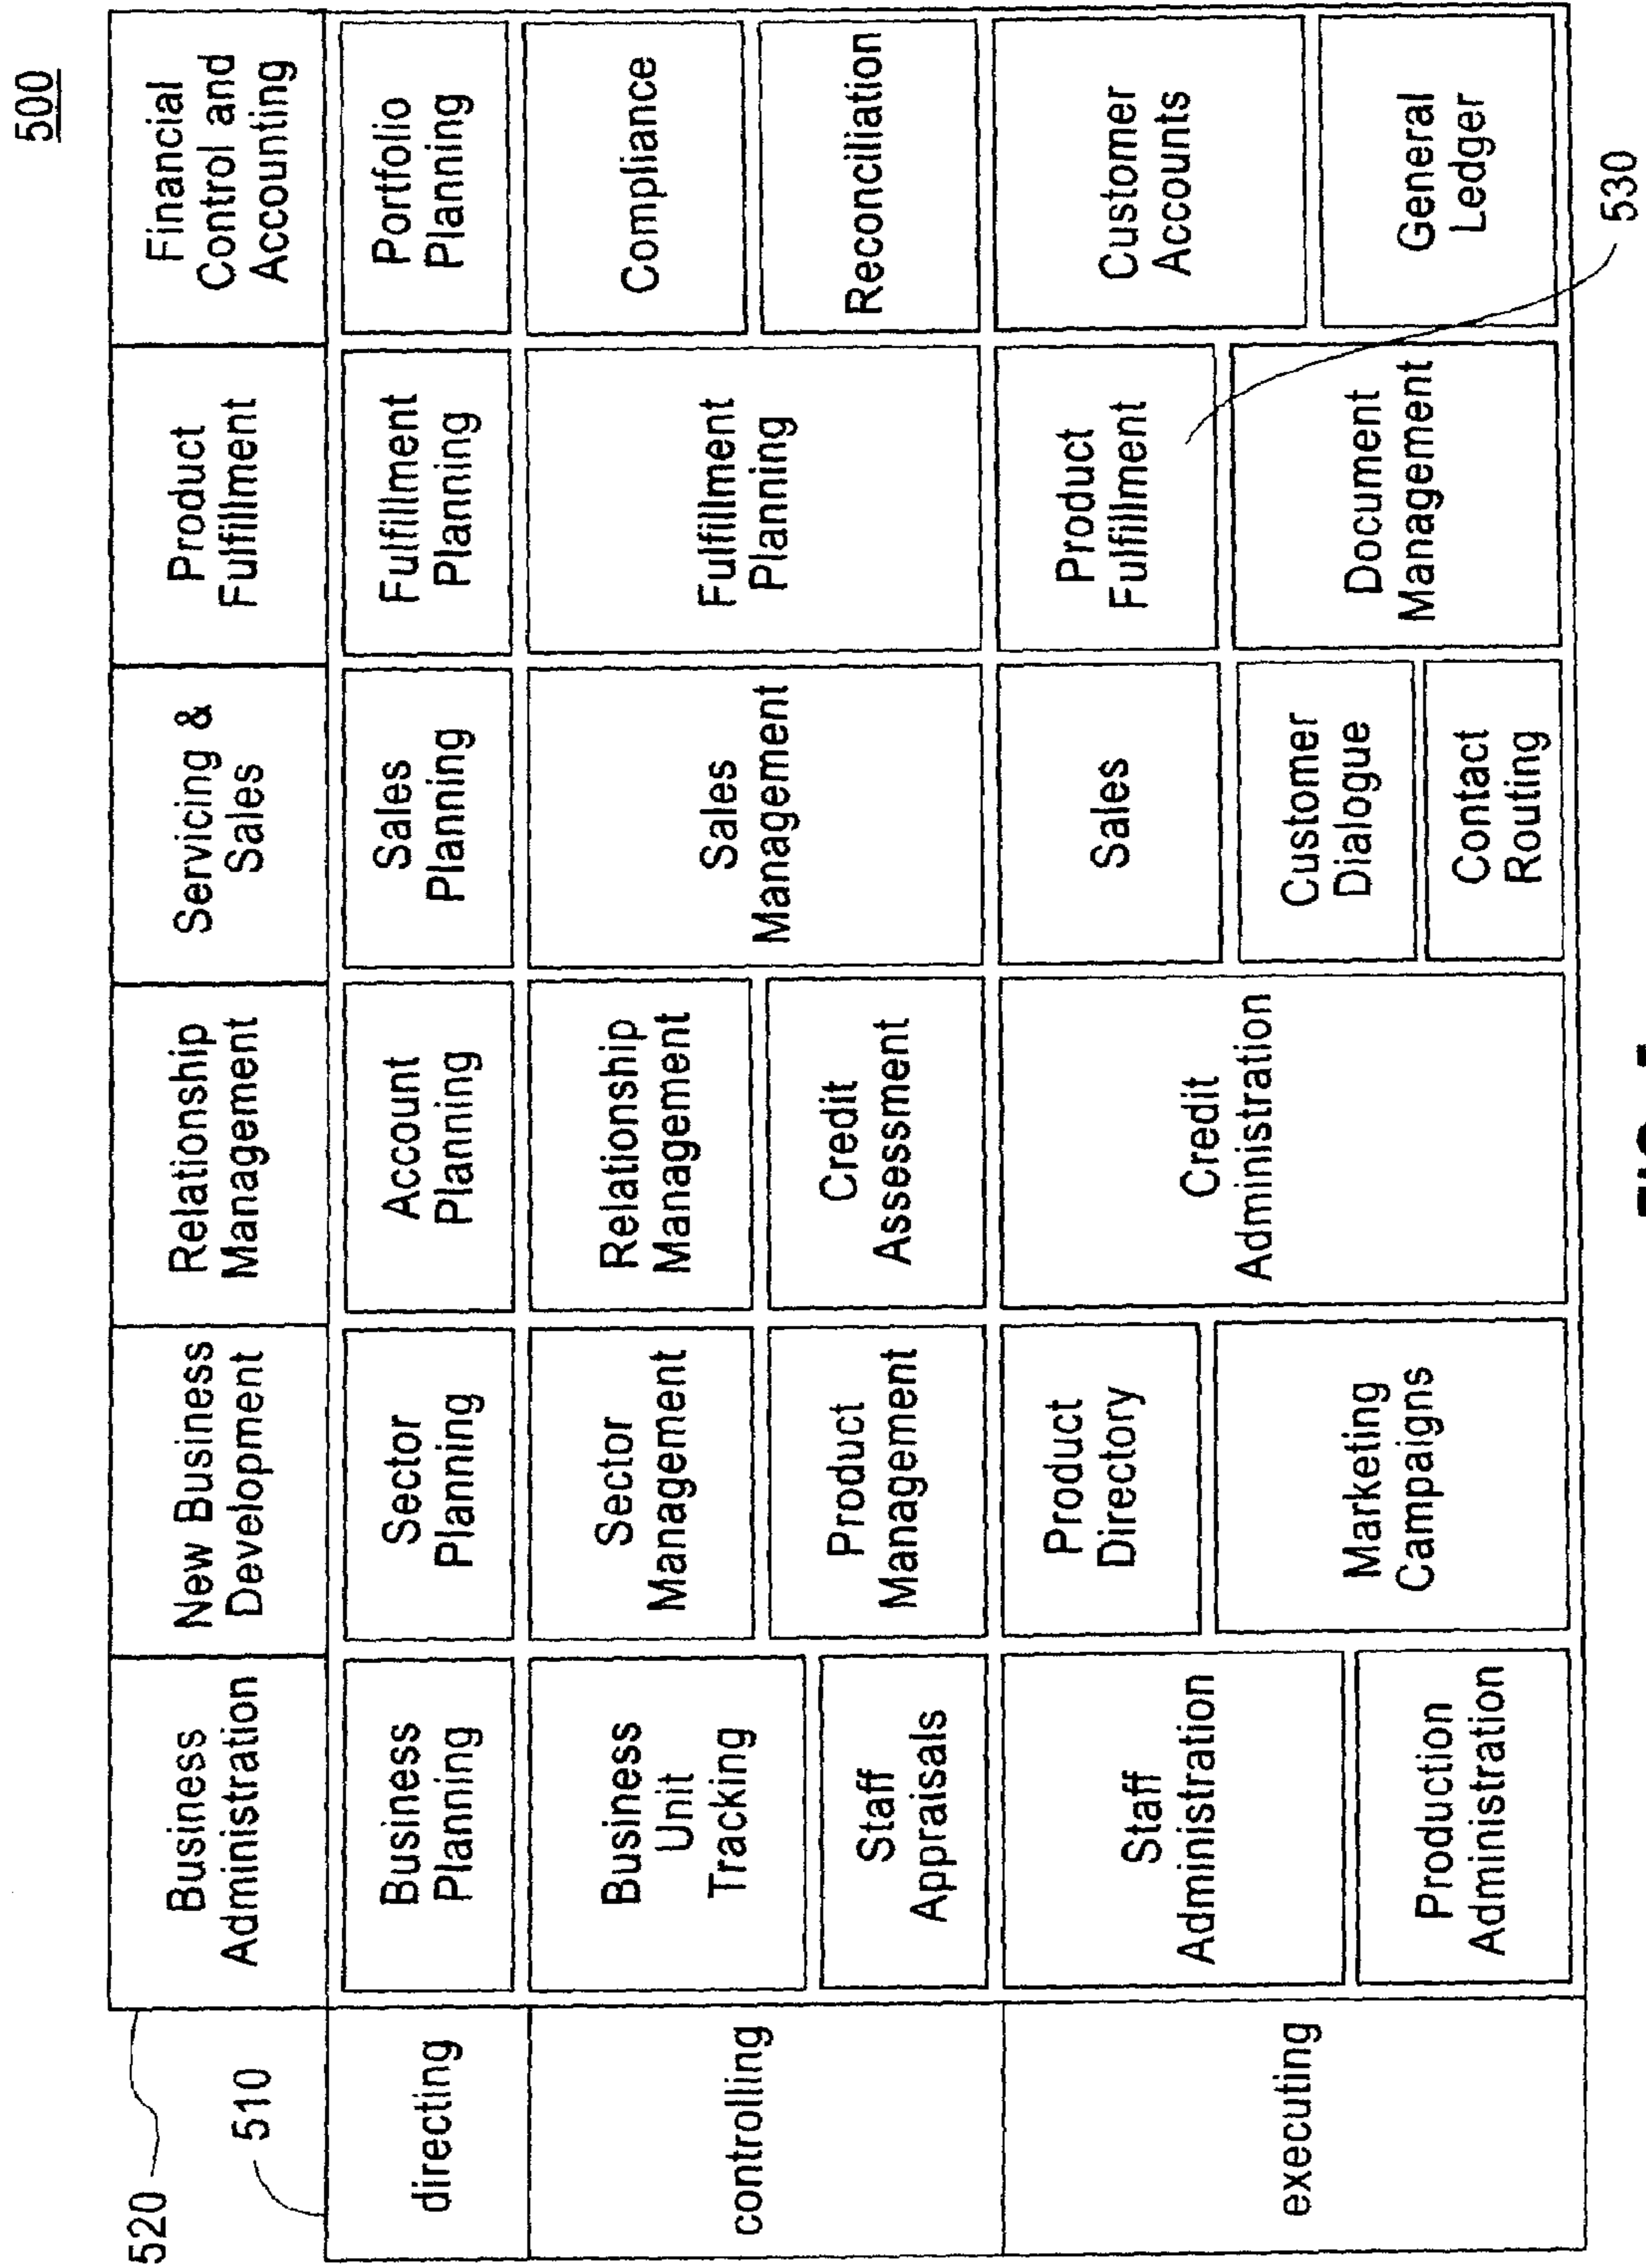 500
520
510
Business
Administration
New Business
Development
Relationship
Management
Servicing &
Sales
Product
Fulfillment
Financial
Control and
Accounting
directing
Business
Planning
Sector
Planning
Account
Planning
Sales
Planning
Fulfillment
Planning
Portfolio
Planning
controlling
Business
Unit
Tracking
Staff
Appraisals
Sector
Management
Product
Management
Relationship
Management
Credit
Assessment
Sales
Management
Fulfillment
Planning
Compliance
Reconciliation
executing
Staff
Administration
Production
Administration
Product
Directory
Marketing
Campaigns
Credit
Administration
Sales
Customer
Dialogue
Contact
Routing
Product
Fulfillment
Document
Management
Customer
Accounts
General
Ledger
530